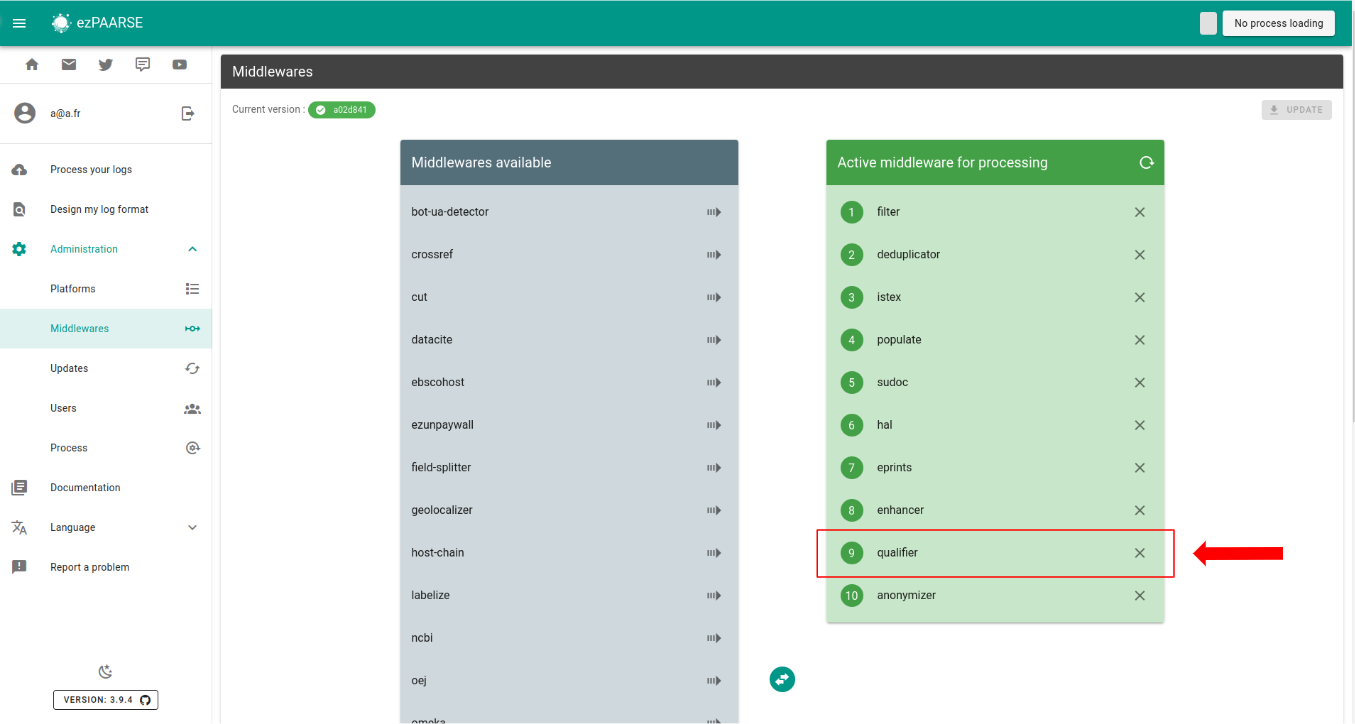 ezPAARSE
No process loading
a@a.fr
Process your logs
Design my log format
Administration
Platforms
Middlewares
Updates
Users
Process
Documentation
Language
Report a problem
VERSION: 3.9.4
Middlewares
Current version : a02d841
UPDATE
Middlewares available
bot-ua-detector
crossref
cut
datacite
ebscohost
ezunpaywall
field-splitter
geolocalizer
host-chain
labelize
ncbi
oej
omeka
Active middleware for processing
1 filter
2 deduplicator
3 istex
4 populate
5 sudoc
6 hal
7 eprints
8 enhancer
9 qualifier
10 anonymizer